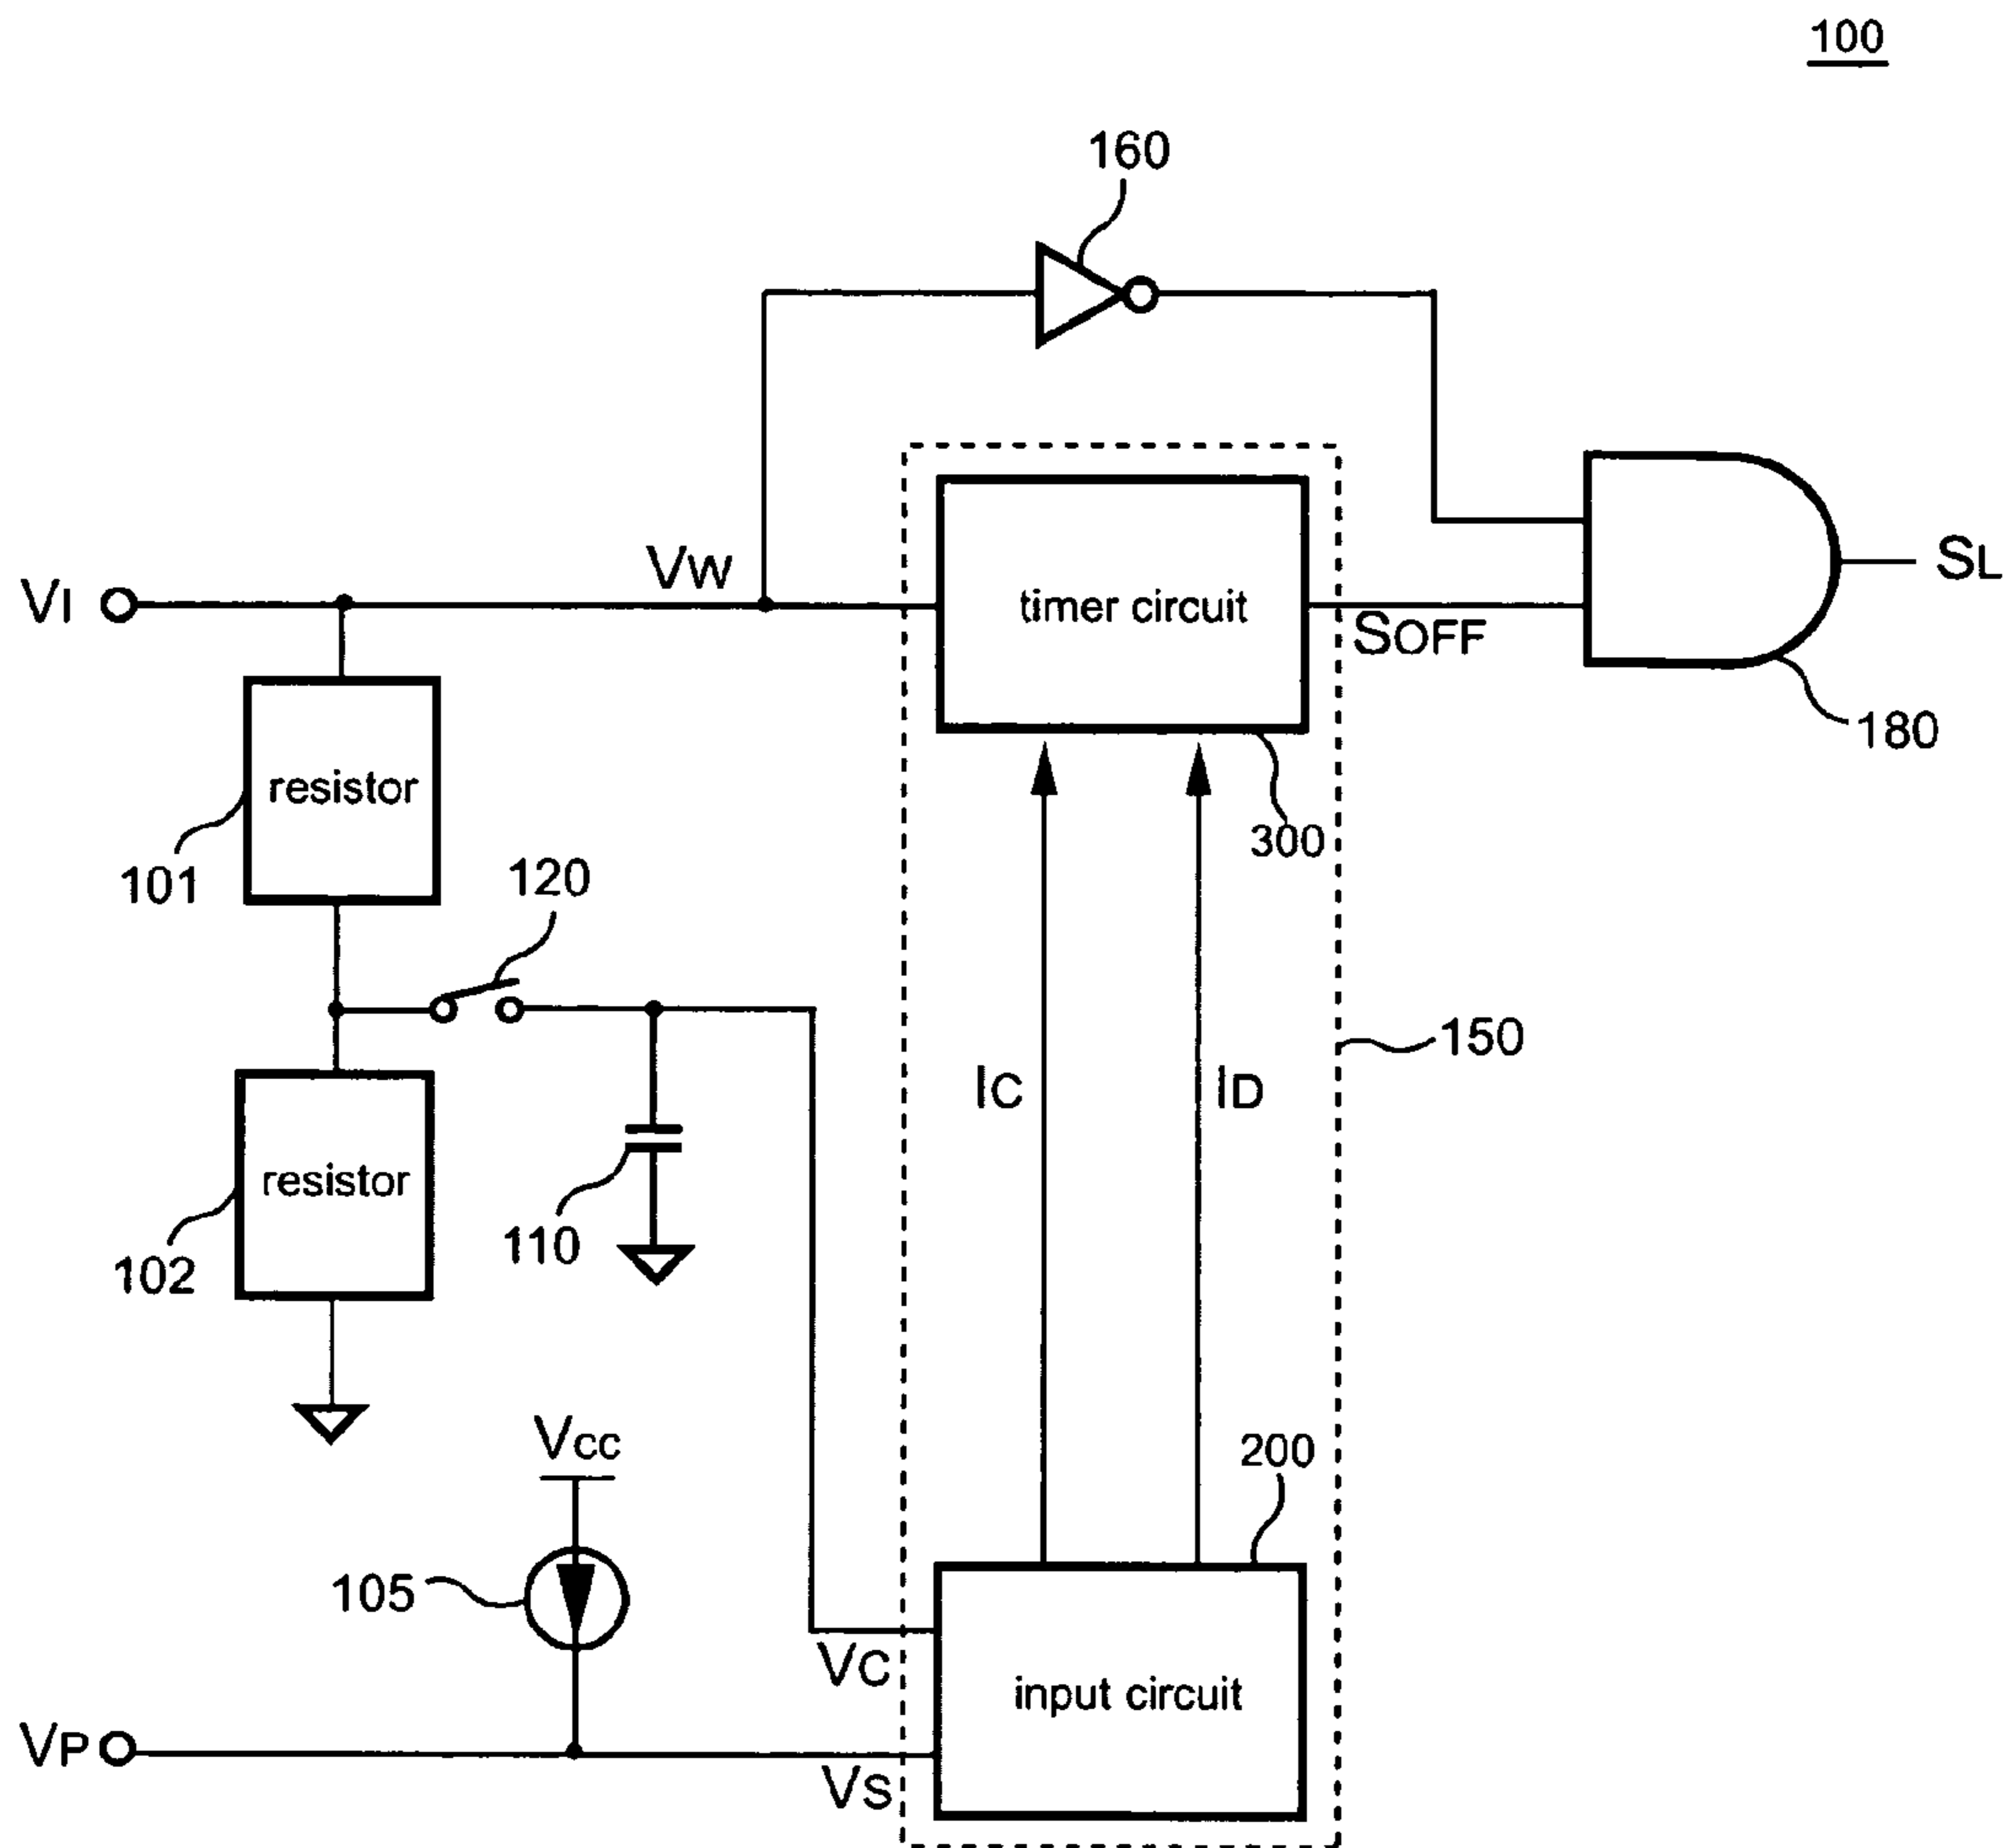 100
160
VI
VW
timer circuit
SOFF
SL
180
300
resistor
101
120
150
IC
ID
resistor
110
102
Vcc
200
105
VC
input circuit
VP
VS